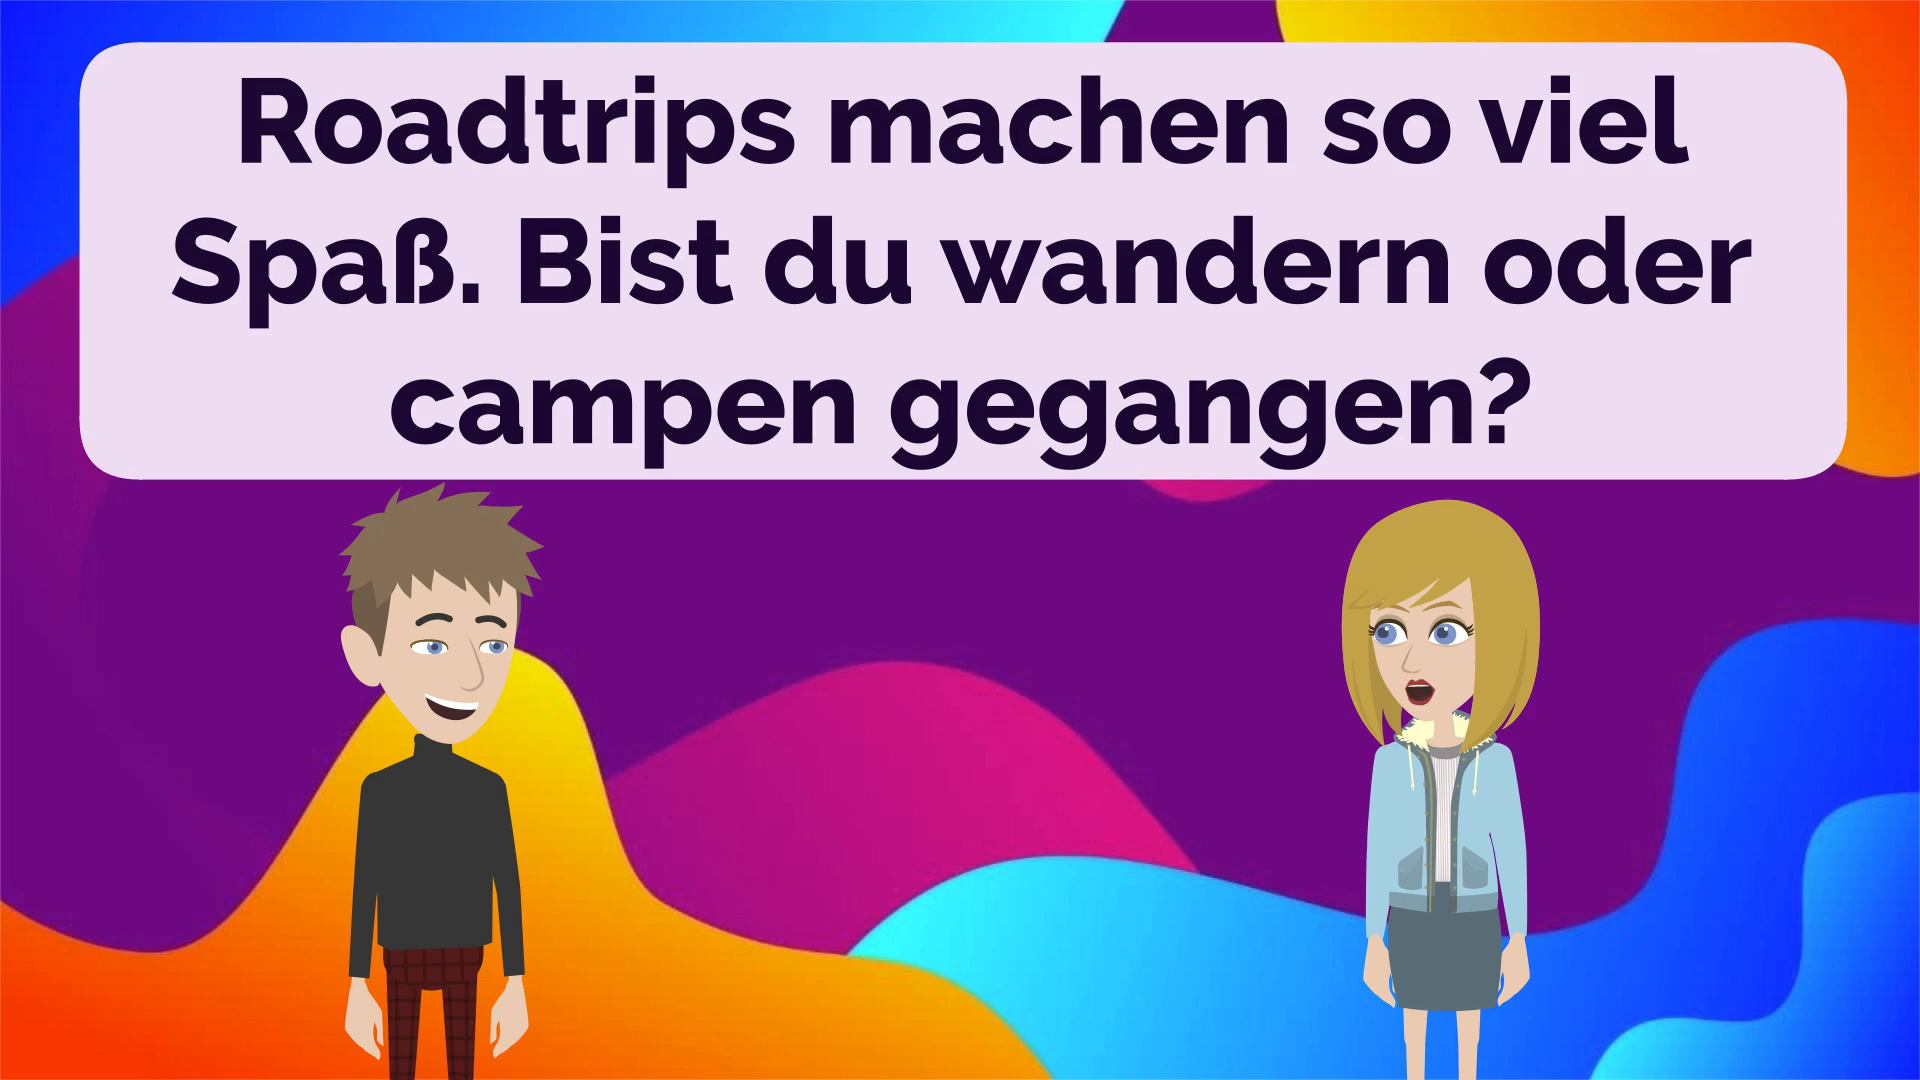 Roadtrips machen so viel
Spaß. Bist du wandern oder
campen gegangen?